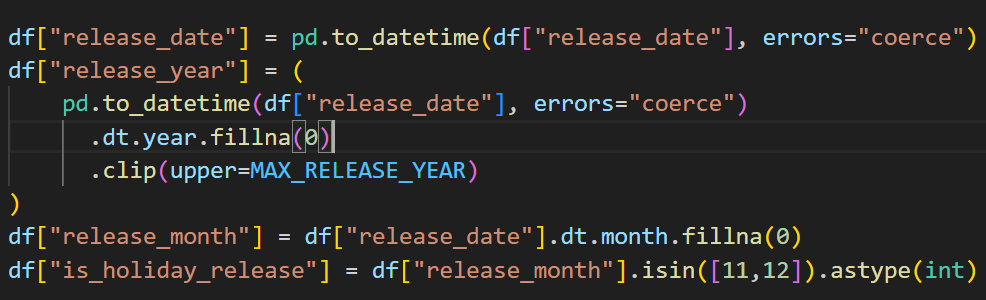 df["release_date"] = pd.to_datetime(df["release_date"], errors="coerce")
df["release_year"] = (
    pd.to_datetime(df["release_date"], errors="coerce")
      .dt.year.fillna(0)
      .clip(upper=MAX_RELEASE_YEAR)
)
df["release_month"] = df["release_date"].dt.month.fillna(0)
df["is_holiday_release"] = df["release_month"].isin([11,12]).astype(int)